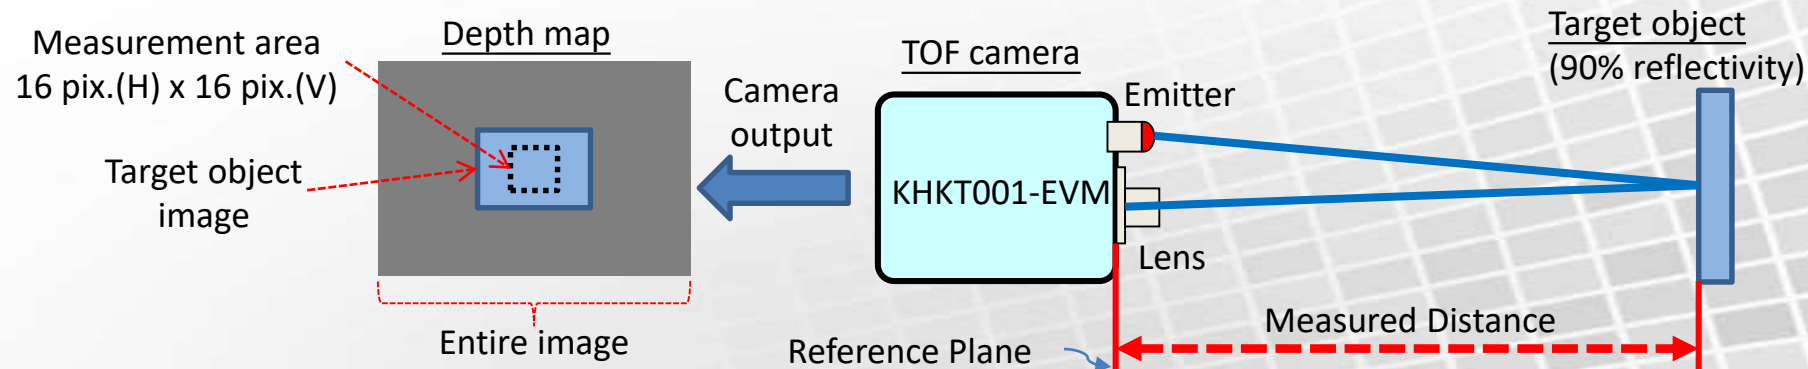 Measurement area
16 pix.(H) x 16 pix.(V)
Target object
image
Depth map
Entire image
Camera
output
TOF camera
KHKT001-EVM
Emitter
Lens
Reference Plane
Measured Distance
Target object
(90% reflectivity)